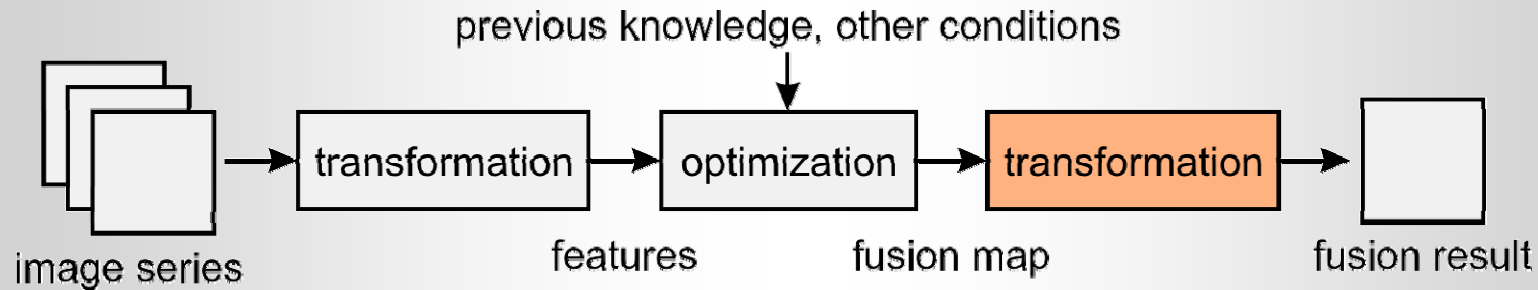 previous knowledge, other conditions
transformation
optimization
transformation
features
fusion map
image series
fusion result